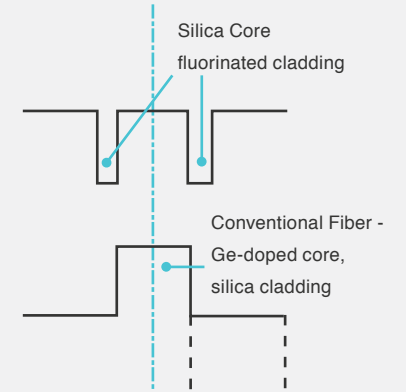 Silica Core
fluorinated cladding
Conventional Fiber -
Ge-doped core,
silica cladding